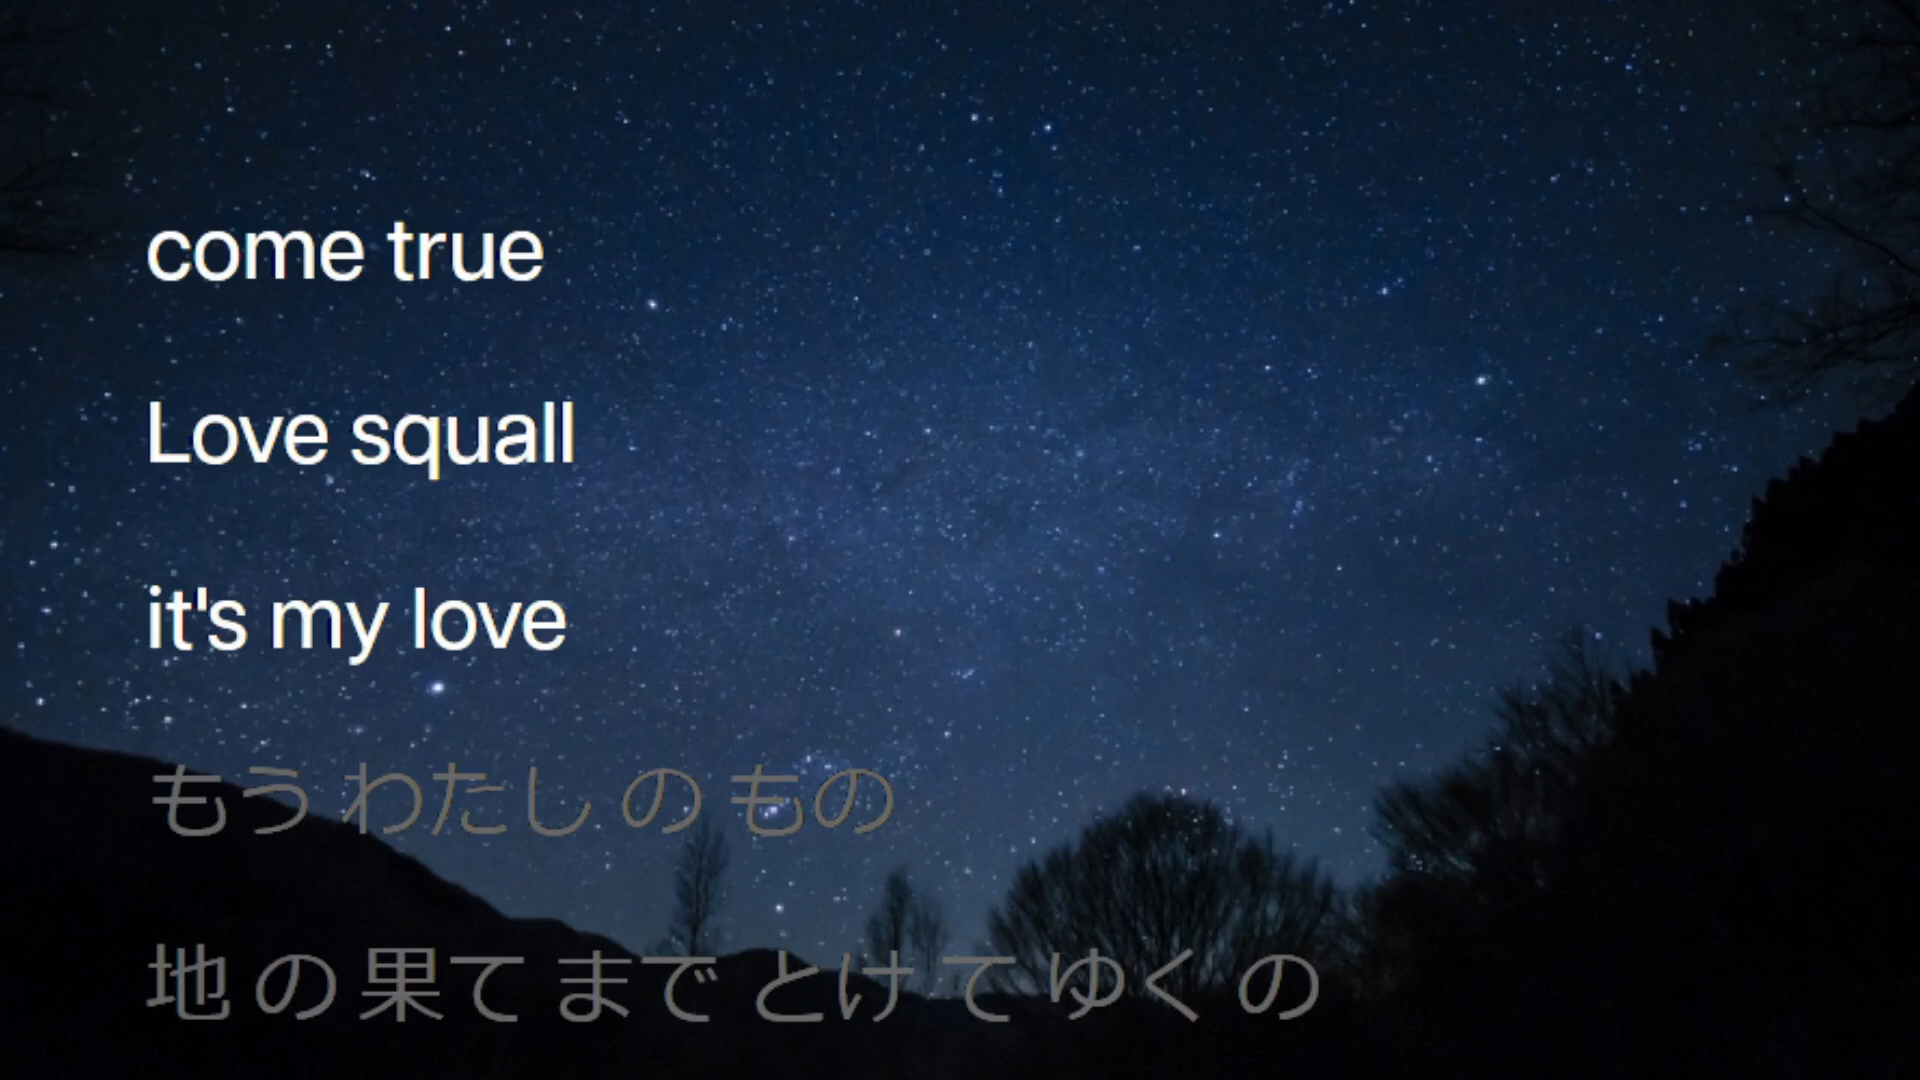 come true
Love squall
it's my love
もう わたし の もの
地 の 果て まで とけ て ゆく の